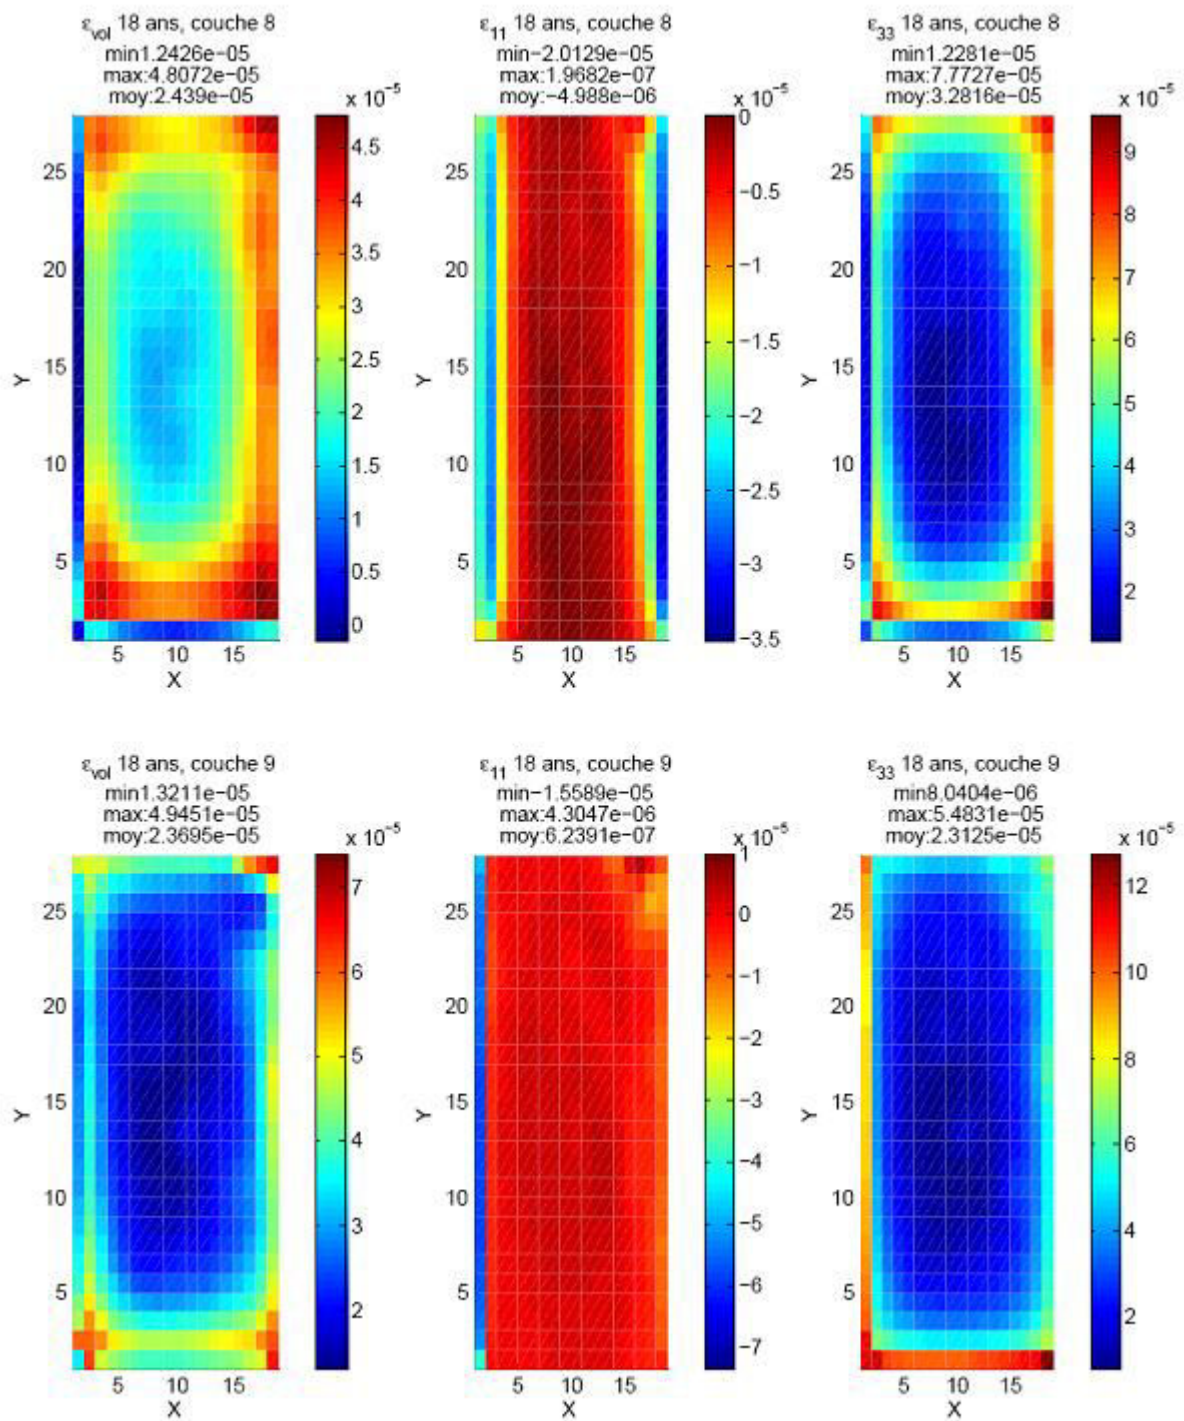 ε_vol 18 ans, couche 8
min1.2426e-05
max:4.8072e-05
moy:2.439e-05
x 10^-5
25
20
15
10
5
Y
5 10 15
X
4.5
4
3.5
3
2.5
2
1.5
1
0.5
0
ε_11 18 ans, couche 8
min-2.0129e-05
max:1.9682e-07
moy:-4.988e-06
x 10^-5
25
20
15
10
5
Y
5 10 15
X
0
-0.5
-1
-1.5
-2
-2.5
-3
-3.5
ε_33 18 ans, couche 8
min1.2281e-05
max:7.7727e-05
moy:3.2816e-05
x 10^-5
25
20
15
10
5
Y
5 10 15
X
9
8
7
6
5
4
3
2
ε_vol 18 ans, couche 9
min1.3211e-05
max:4.9451e-05
moy:2.3695e-05
x 10^-5
25
20
15
10
5
Y
5 10 15
X
7
6
5
4
3
2
ε_11 18 ans, couche 9
min-1.5589e-05
max:4.3047e-06
moy:6.2391e-07
x 10^-5
25
20
15
10
5
Y
5 10 15
X
1
0
-1
-2
-3
-4
-5
-6
-7
ε_33 18 ans, couche 9
min8.0404e-06
max:5.4831e-05
moy:2.3125e-05
x 10^-5
25
20
15
10
5
Y
5 10 15
X
12
10
8
6
4
2